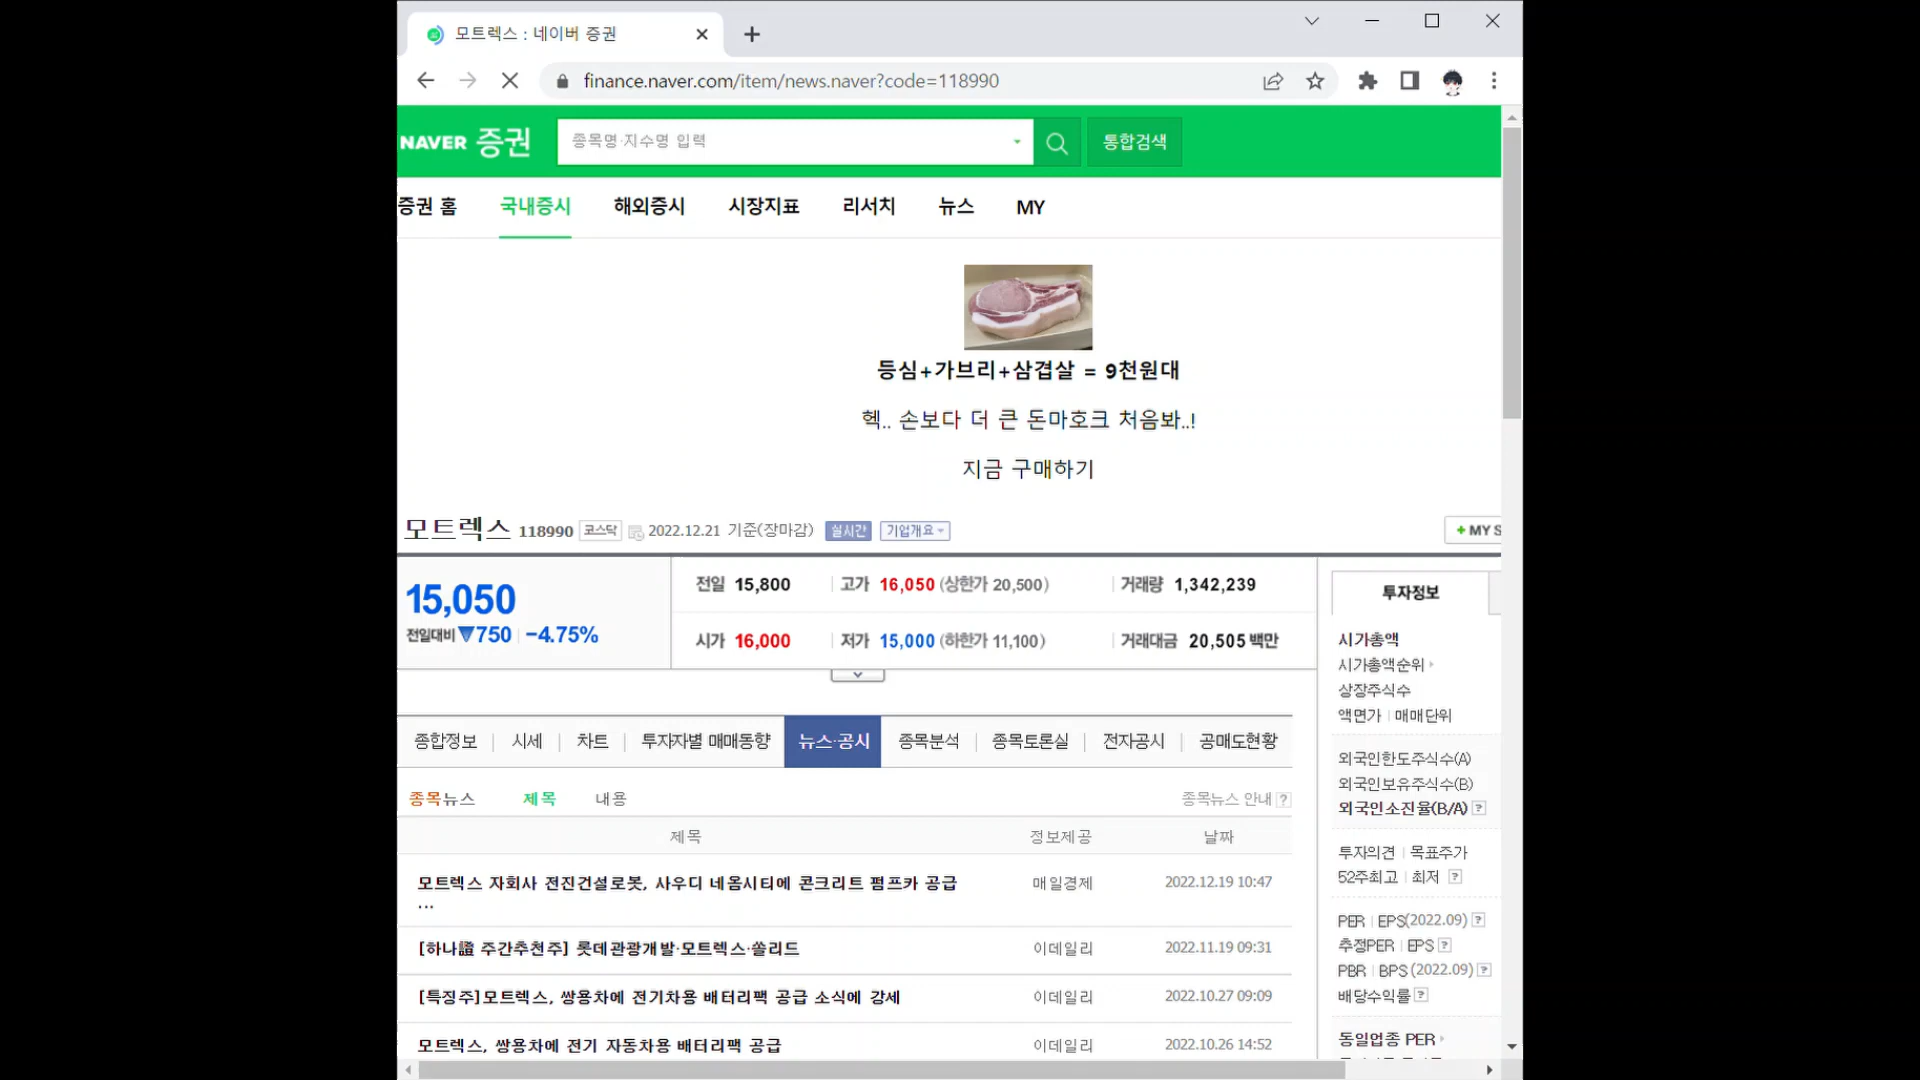 모트렉스 : 네이버 증권
finance.naver.com/item/news.naver?code=118990
NAVER 증권
종목명·지수명 입력
통합검색
증권 홈 국내증시 해외증시 시장지표 리서치 뉴스 MY
등심+가브리+삼겹살 = 9천원대
헥.. 손보다 더 큰 돈마호크 처음봐..!
지금 구매하기
모트렉스 118990 코스닥 2022.12.21 기준(장마감) 실시간 기업개요 + MY S
15,050
전일대비 ▼750 -4.75%
전일 15,800 고가 16,050 (상한가 20,500) 거래량 1,342,239
시가 16,000 저가 15,000 (하한가 11,100) 거래대금 20,505 백만
종합정보 시세 차트 투자자별 매매동향 뉴스·공시 종목분석 종목토론실 전자공시 공매도현황
종목뉴스 제목 내용 종목뉴스 안내 ?
제목 정보제공 날짜
모트렉스 자회사 전진건설로봇, 사우디 네옴시티에 콘크리트 펌프카 공급 매일경제 2022.12.19 10:47
...
[하나證 주간추천주] 롯데관광개발·모트렉스·쏠리드 이데일리 2022.11.19 09:31
[특징주]모트렉스, 쌍용차에 전기차용 배터리팩 공급 소식에 강세 이데일리 2022.10.27 09:09
모트렉스, 쌍용차에 전기 자동차용 배터리팩 공급 이데일리 2022.10.26 14:52
투자정보
시가총액
시가총액순위
상장주식수
액면가 | 매매단위
외국인한도주식수(A)
외국인보유주식수(B)
외국인소진율(B/A) ?
투자의견 | 목표주가
52주최고 | 최저 ?
PER | EPS(2022.09) ?
추정PER | EPS ?
PBR | BPS (2022.09) ?
배당수익률 ?
동일업종 PER